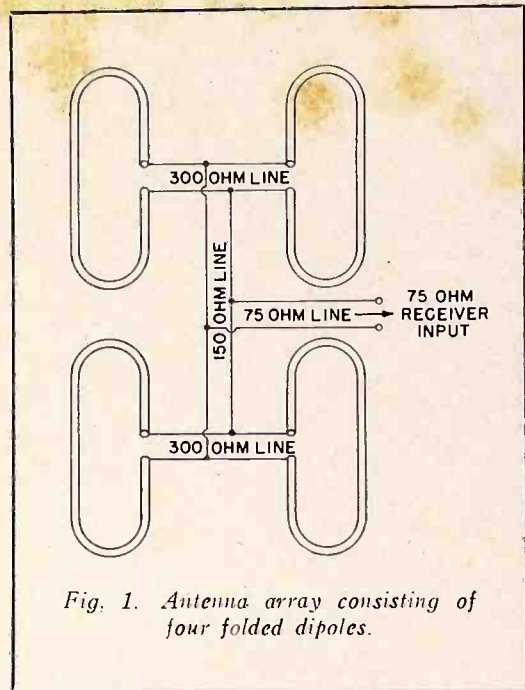 300 OHM LINE
150 OHM LINE
75 OHM LINE
75 OHM
RECEIVER
INPUT
300 OHM LINE
Fig. 1. Antenna array consisting of
four folded dipoles.